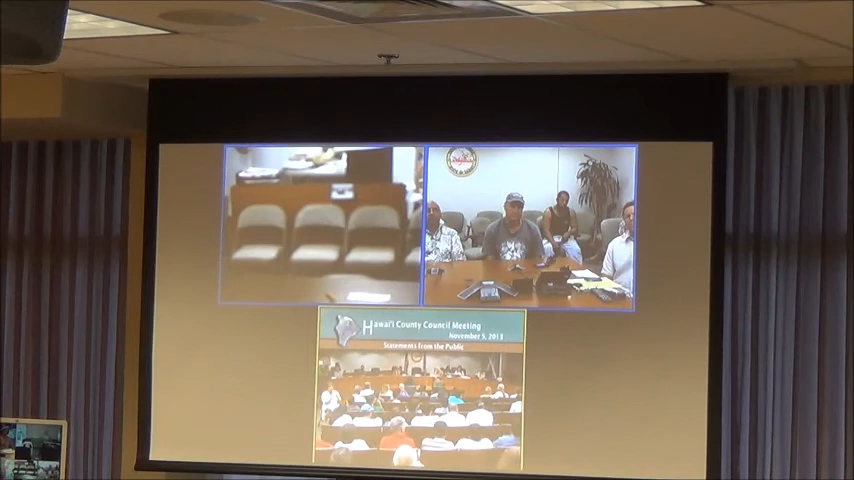 Hawai'i County Council Meeting
November 5, 2013
Statements from the Public